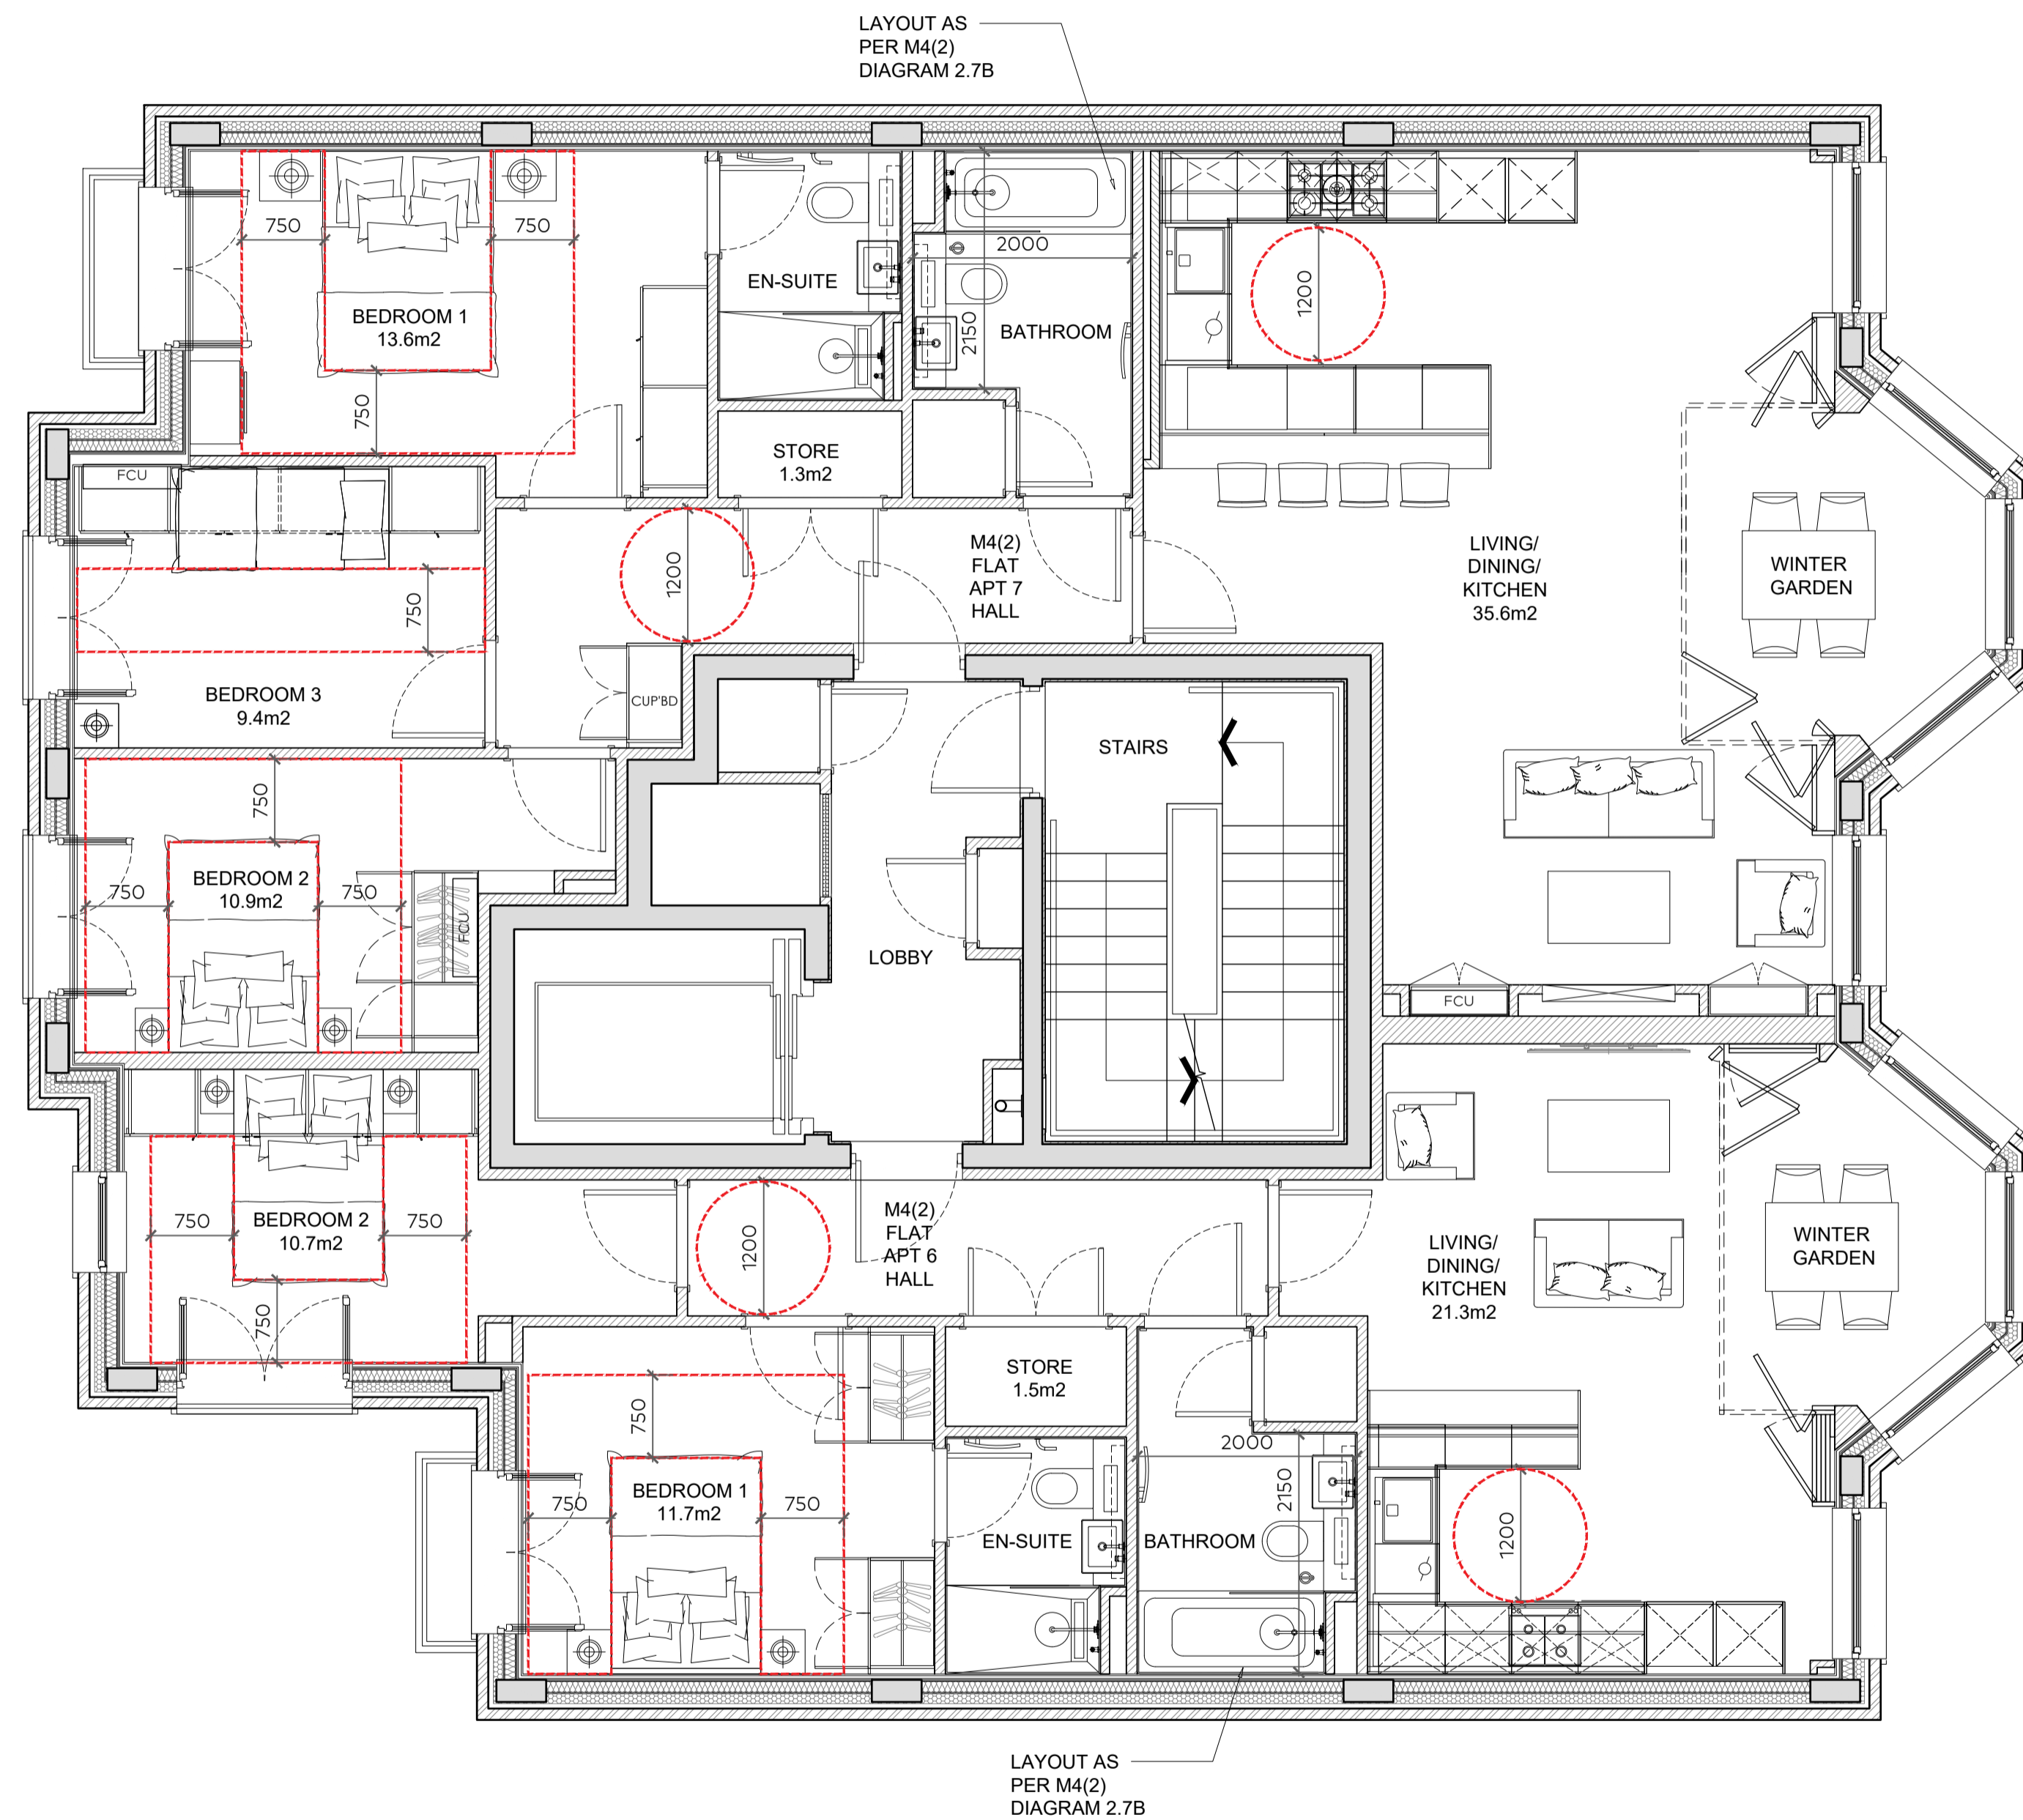 LAYOUT AS
PER M4(2)
DIAGRAM 2.7B
750
750
BEDROOM 1
13.6m2
750
EN-SUITE
2000
2150
BATHROOM
1200
STORE
1.3m2
FCU
750
BEDROOM 3
9.4m2
1200
M4(2)
FLAT
APT 7
HALL
CUP'BD
LIVING/
DINING/
KITCHEN
35.6m2
WINTER
GARDEN
STAIRS
750
BEDROOM 2
10.9m2
750
750
FCU
LOBBY
FCU
750
BEDROOM 2
10.7m2
750
750
1200
M4(2)
FLAT
APT 6
HALL
LIVING/
DINING/
KITCHEN
21.3m2
WINTER
GARDEN
STORE
1.5m2
750
BEDROOM 1
11.7m2
750
750
EN-SUITE
2000
2150
BATHROOM
1200
LAYOUT AS
PER M4(2)
DIAGRAM 2.7B